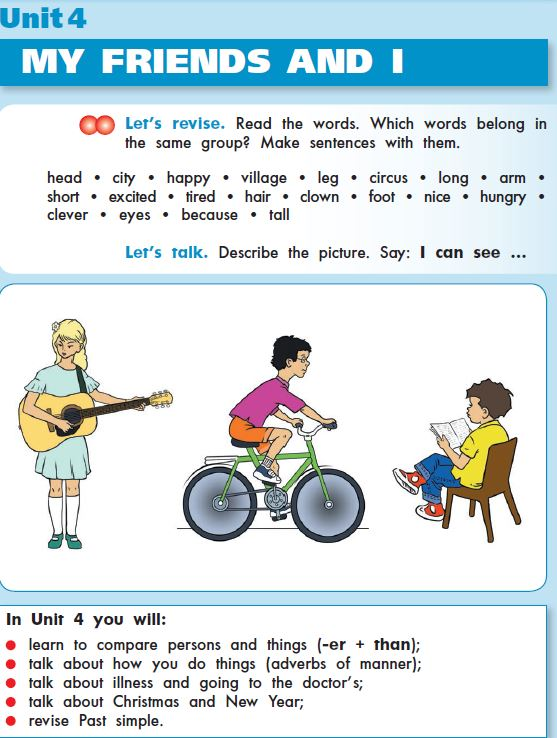 Unit 4
MY FRIENDS AND I
Let's revise. Read the words. Which words belong in
the same group? Make sentences with them.
head • city • happy • village • leg • circus • long • arm •
short • excited • tired • hair • clown • foot • nice • hungry •
clever • eyes • because • tall
Let's talk. Describe the picture. Say: I can see ...
In Unit 4 you will:
• learn to compare persons and things (-er + than);
• talk about how you do things (adverbs of manner);
• talk about illness and going to the doctor's;
• talk about Christmas and New Year;
• revise Past simple.